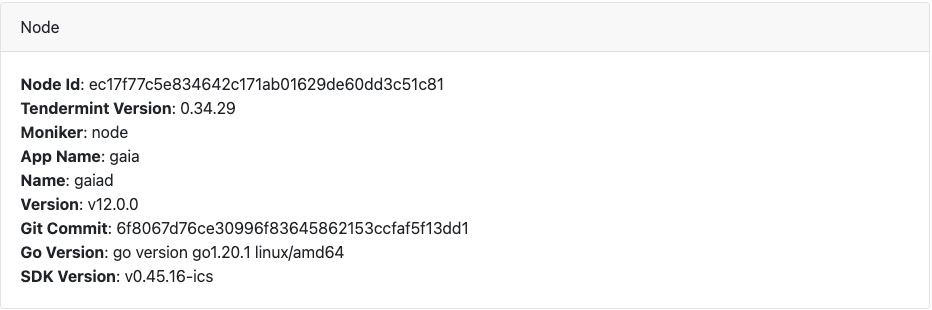 Node
Node Id: ec17f77c5e834642c171ab01629de60dd3c51c81
Tendermint Version: 0.34.29
Moniker: node
App Name: gaia
Name: gaiad
Version: v12.0.0
Git Commit: 6f8067d76ce30996f83645862153ccfaf5f13dd1
Go Version: go version go1.20.1 linux/amd64
SDK Version: v0.45.16-ics